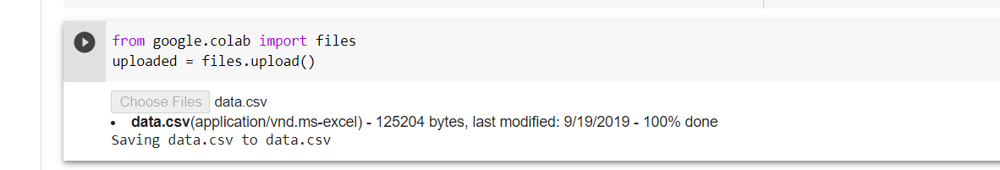 from google.colab import files
uploaded = files.upload()
Choose Files data.csv
• data.csv(application/vnd.ms-excel) - 125204 bytes, last modified: 9/19/2019 - 100% done
Saving data.csv to data.csv